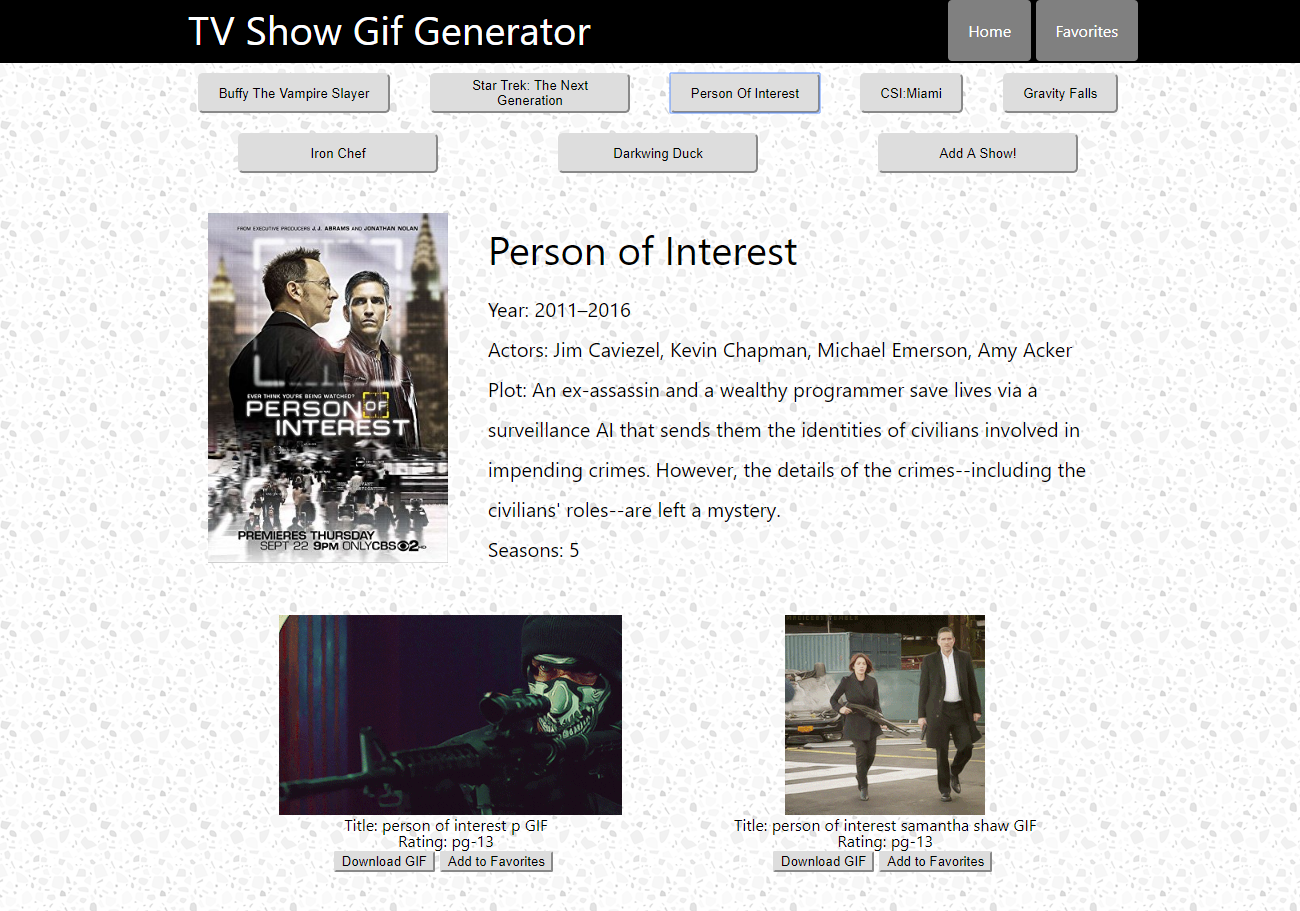 TV Show Gif Generator
Home
Favorites
Buffy The Vampire Slayer
Star Trek: The Next
Generation
Person Of Interest
CSI:Miami
Gravity Falls
Iron Chef
Darkwing Duck
Add A Show!
FROM EXECUTIVE PRODUCERS J.J. ABRAMS AND JONATHAN NOLAN
EVER THINK YOU'RE BEING WATCHED?
PERSON OF
INTEREST
PREMIERES THURSDAY
SEPT 22 9PM ONLYCBS 2HD
Person of Interest
Year: 2011–2016
Actors: Jim Caviezel, Kevin Chapman, Michael Emerson, Amy Acker
Plot: An ex-assassin and a wealthy programmer save lives via a
surveillance AI that sends them the identities of civilians involved in
impending crimes. However, the details of the crimes--including the
civilians' roles--are left a mystery.
Seasons: 5
Title: person of interest p GIF
Rating: pg-13
Download GIF
Add to Favorites
Title: person of interest samantha shaw GIF
Rating: pg-13
Download GIF
Add to Favorites